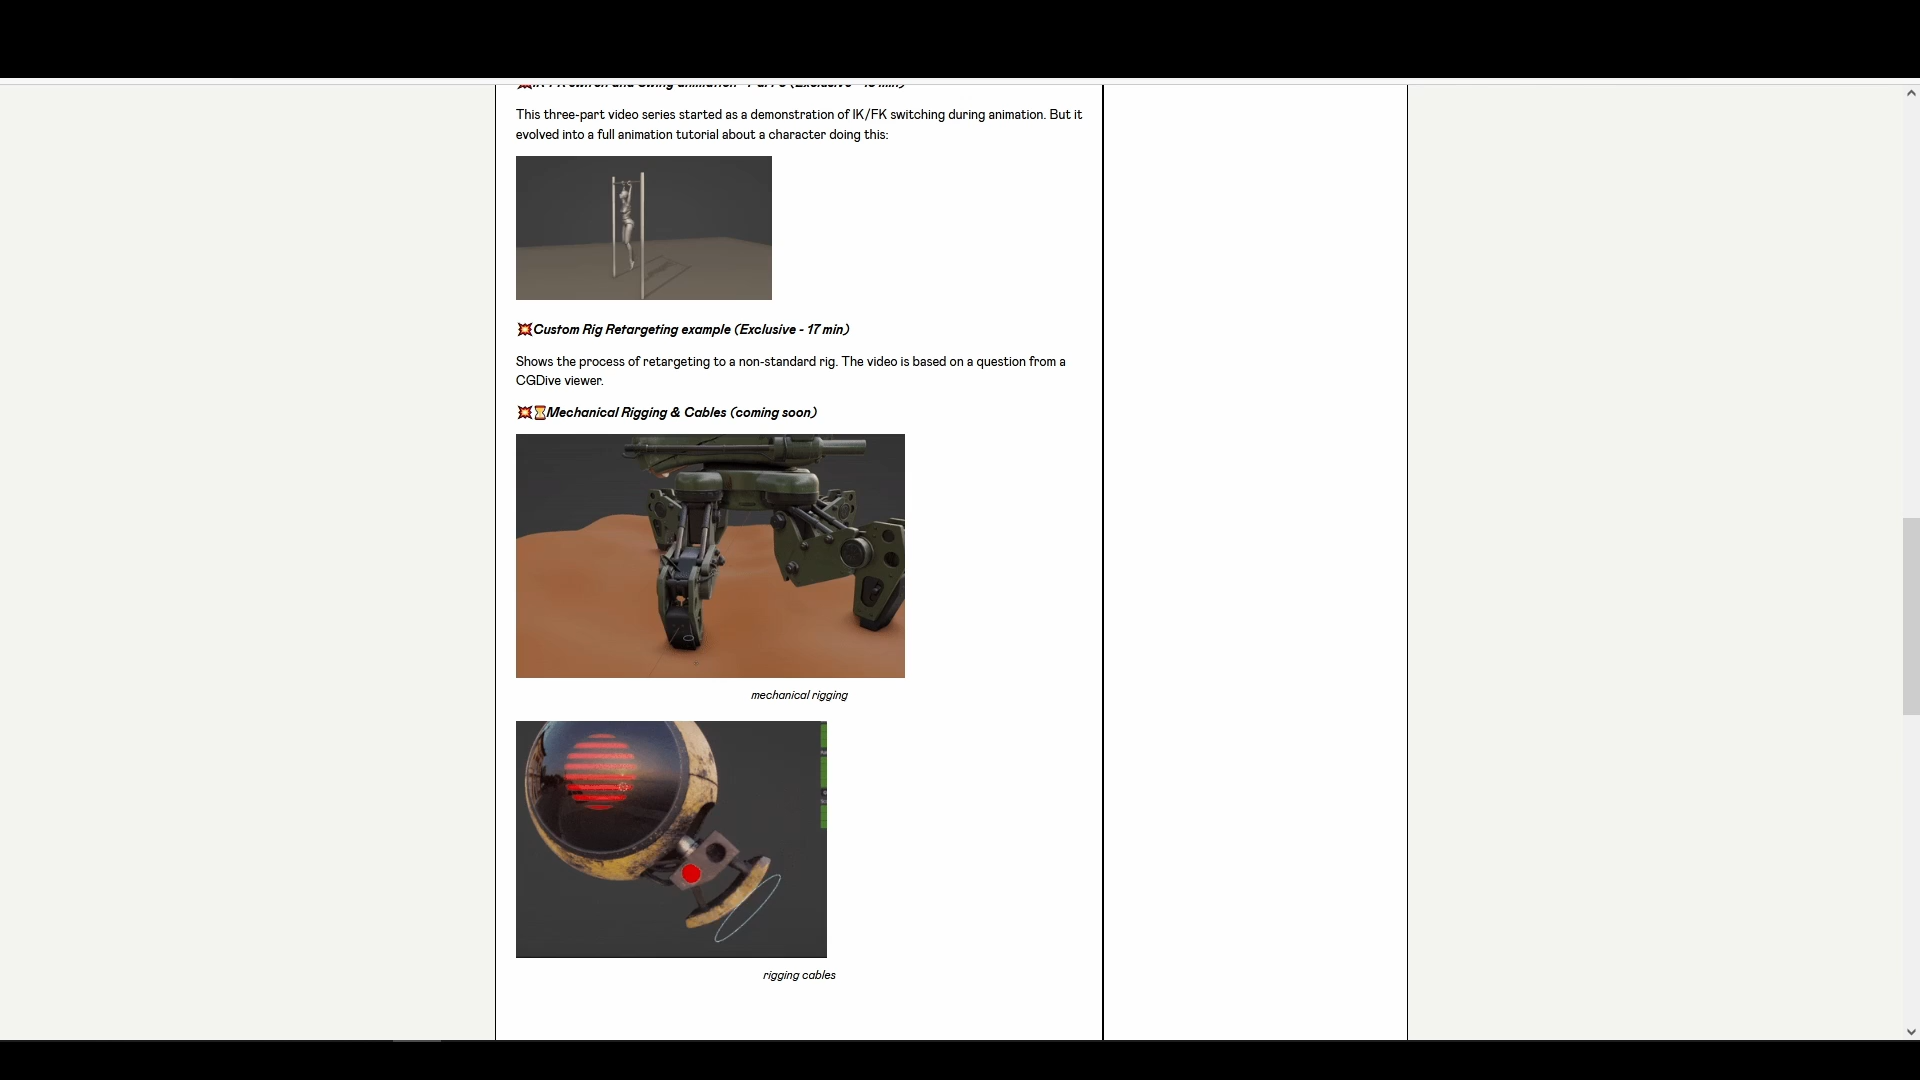 This three-part video series started as a demonstration of IK/FK switching during animation. But it
evolved into a full animation tutorial about a character doing this:
💥Custom Rig Retargeting example (Exclusive - 17 min)
Shows the process of retargeting to a non-standard rig. The video is based on a question from a
CGDive viewer.
💥⏳Mechanical Rigging & Cables (coming soon)
mechanical rigging
rigging cables